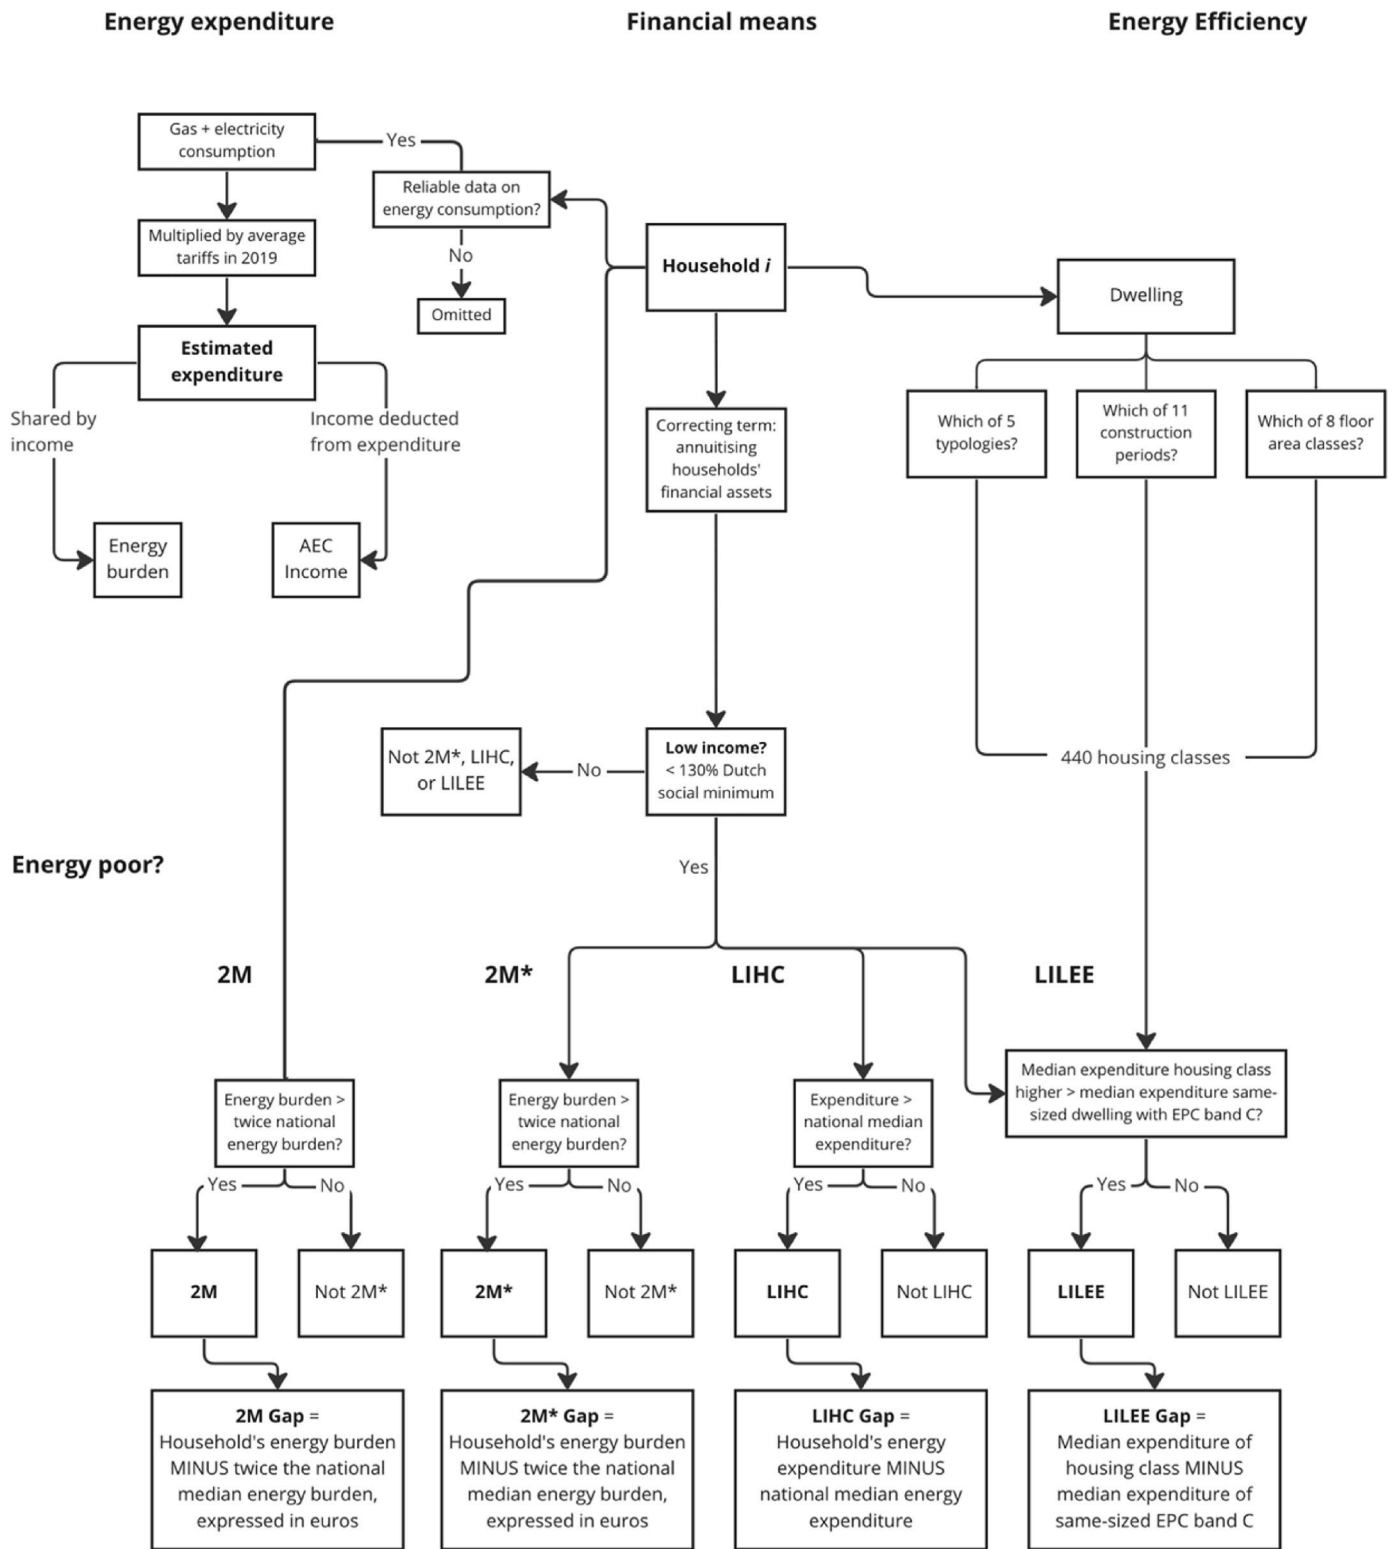 Energy expenditure
Financial means
Energy Efficiency
Gas + electricity
consumption
Yes
Reliable data on
energy consumption?
No
Omitted
Multiplied by average
tariffs in 2019
Estimated
expenditure
Shared by
income
Income deducted
from expenditure
Energy
burden
AEC
Income
Household i
Correcting term:
annuitising
households'
financial assets
Dwelling
Which of 5
typologies?
Which of 11
construction
periods?
Which of 8 floor
area classes?
440 housing classes
Low income?
< 130% Dutch
social minimum
No
Not 2M*, LIHC,
or LILEE
Yes
Energy poor?
2M
2M*
LIHC
LILEE
Energy burden >
twice national
energy burden?
Energy burden >
twice national
energy burden?
Expenditure >
national median
expenditure?
Median expenditure housing class
higher > median expenditure same-
sized dwelling with EPC band C?
Yes
No
Yes
No
Yes
No
Yes
No
2M
Not 2M*
2M*
Not 2M*
LIHC
Not LIHC
LILEE
Not LILEE
2M Gap =
Household's energy burden
MINUS twice the national
median energy burden,
expressed in euros
2M* Gap =
Household's energy burden
MINUS twice the national
median energy burden,
expressed in euros
LIHC Gap =
Household's energy
expenditure MINUS
national median energy
expenditure
LILEE Gap =
Median expenditure of
housing class MINUS
median expenditure of
same-sized EPC band C